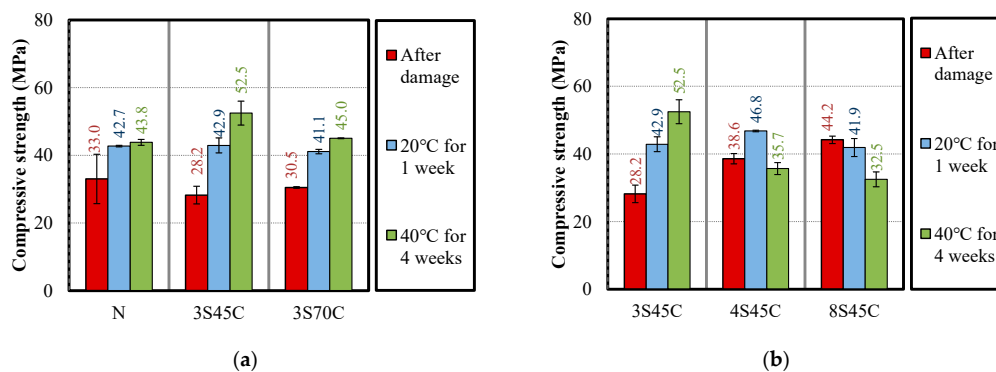 80
60
40
20
0
Compressive strength (MPa)
33.0
42.7
43.8
28.2
42.9
52.5
30.5
41.1
45.0
N
3S45C
3S70C
After
damage
20°C for
1 week
40°C for
4 weeks
(a)
80
60
40
20
0
Compressive strength (MPa)
28.2
42.9
52.5
38.6
46.8
35.7
44.2
41.9
32.5
3S45C
4S45C
8S45C
After
damage
20°C for
1 week
40°C for
4 weeks
(b)